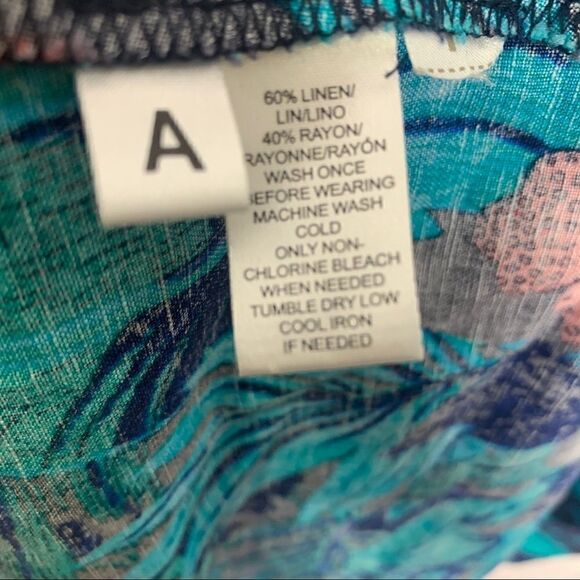 A
60% LINEN/
LIN/LINO
40% RAYON/
RAYONNE/RAYÓN
WASH ONCE
BEFORE WEARING
MACHINE WASH
COLD
ONLY NON-
CHLORINE BLEACH
WHEN NEEDED
TUMBLE DRY LOW
COOL IRON
IF NEEDED